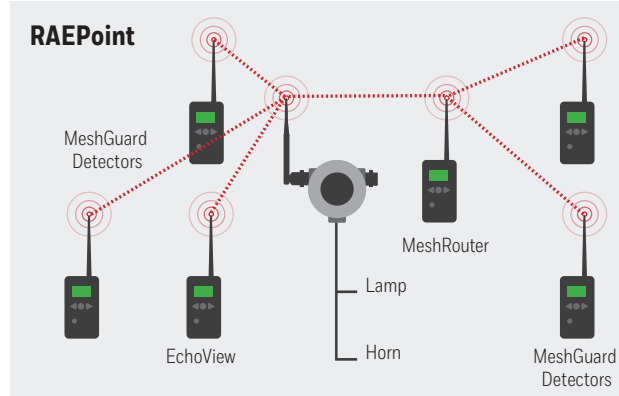 RAEPoint
MeshGuard
Detectors
MeshRouter
Lamp
EchoView
Horn
MeshGuard
Detectors